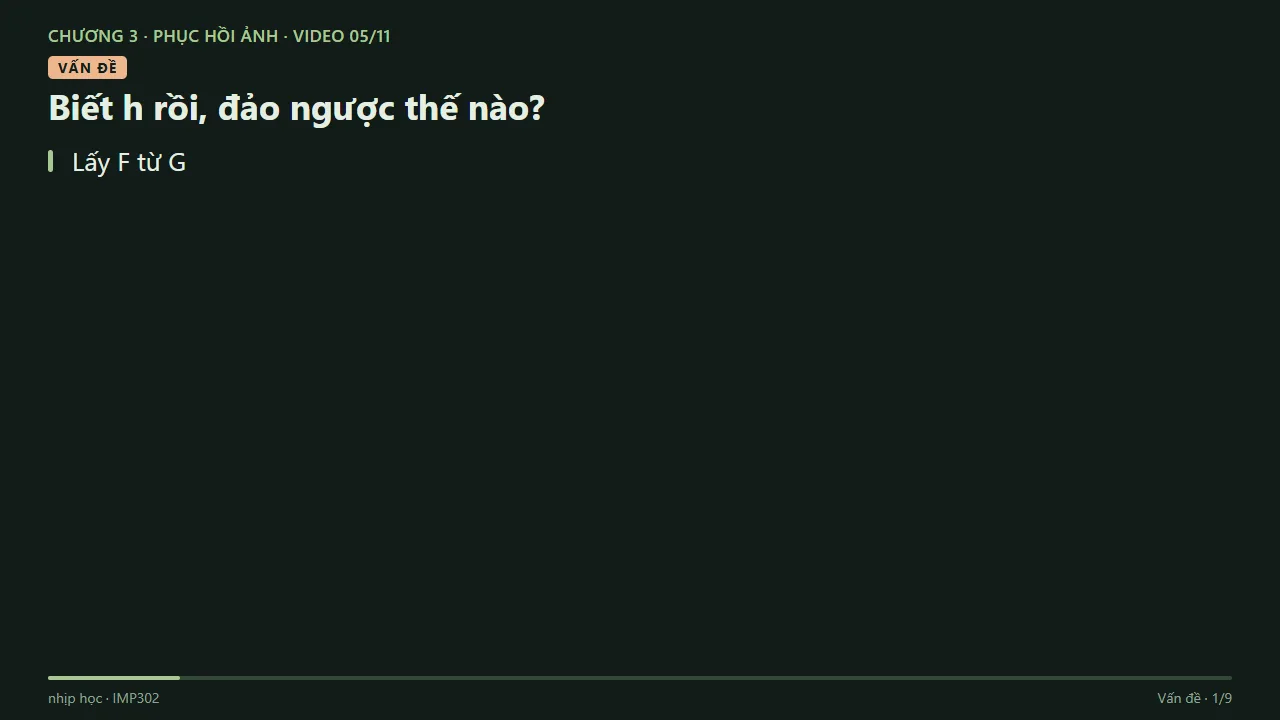 CHƯƠNG 3 · PHỤC HỒI ẢNH · VIDEO 05/11
VẤN ĐỀ
Biết h rồi, đảo ngược thế nào?
Lấy F từ G
nhịp học · IMP302
Vấn đề · 1/9